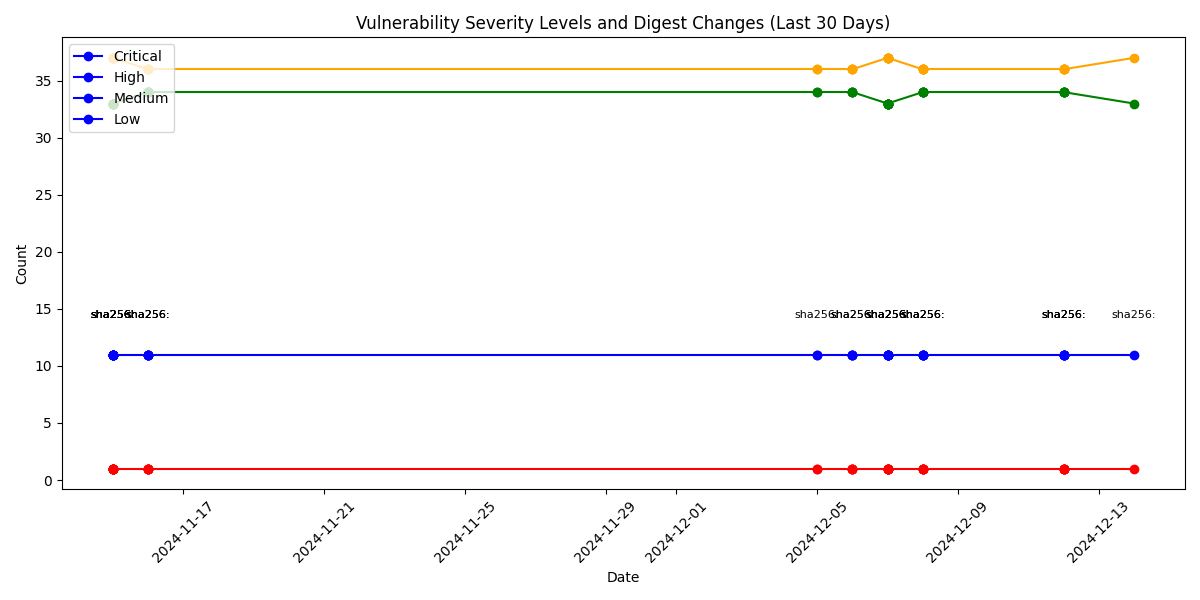 Vulnerability Severity Levels and Digest Changes (Last 30 Days)
Critical
High
Medium
Low
Count
35
30
25
20
15
10
5
0
sha256: sha256: sha256: sha256: sha256: sha256: sha256: sha256:
2024-11-17 2024-11-21 2024-11-25 2024-11-29 2024-12-01 2024-12-05 2024-12-09 2024-12-13
Date